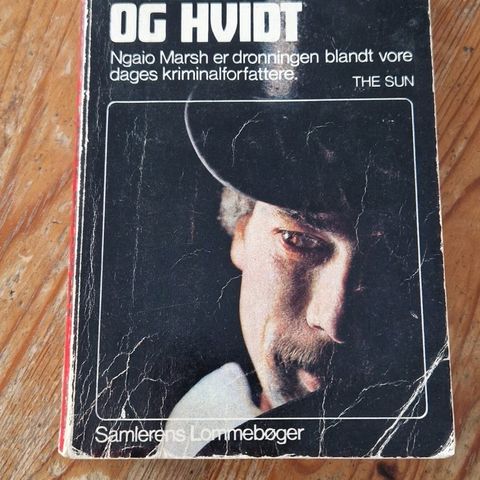 OG HVIDT
Ngaio Marsh er dronningen blandt vore
dages kriminalforfattere.
THE SUN
Samlerens Lommebøger